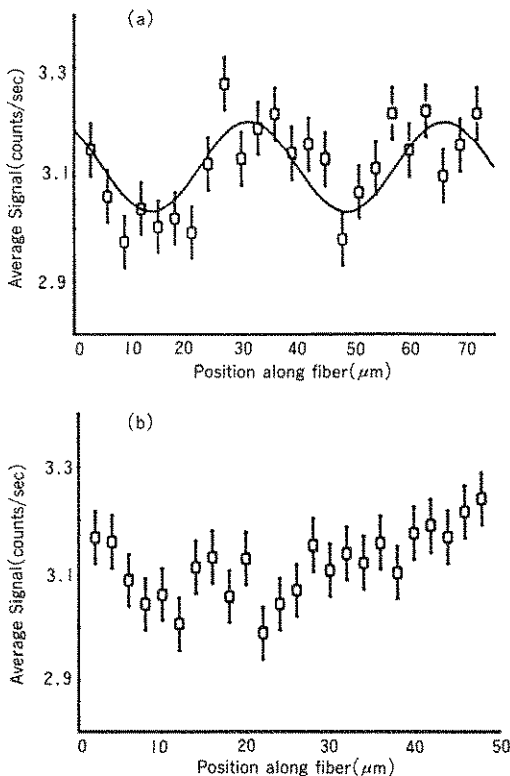 (a)
3.3
3.1
2.9
Average Signal(counts/sec)
0 10 20 30 40 50 60 70
Position along fiber(μm)
(b)
3.3
3.1
2.9
Average Signal(counts/sec)
0 10 20 30 40 50
Position along fiber(μm)